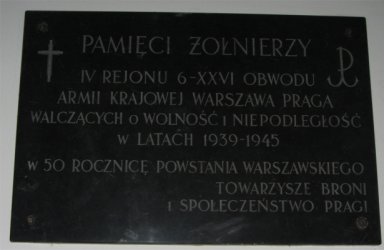 PAMIĘCI ŻOŁNIERZY
IV REJONU 6-XXVI OBWODU
ARMII KRAJOWEJ WARSZAWA PRAGA
WALCZĄCYCH O WOLNOŚĆ I NIEPODLEGŁOŚĆ
W LATACH 1939-1945
W 50 ROCZNICĘ POWSTANIA WARSZAWSKIEGO
TOWARZYSZE BRONI
I SPOŁECZEŃSTWO PRAGI